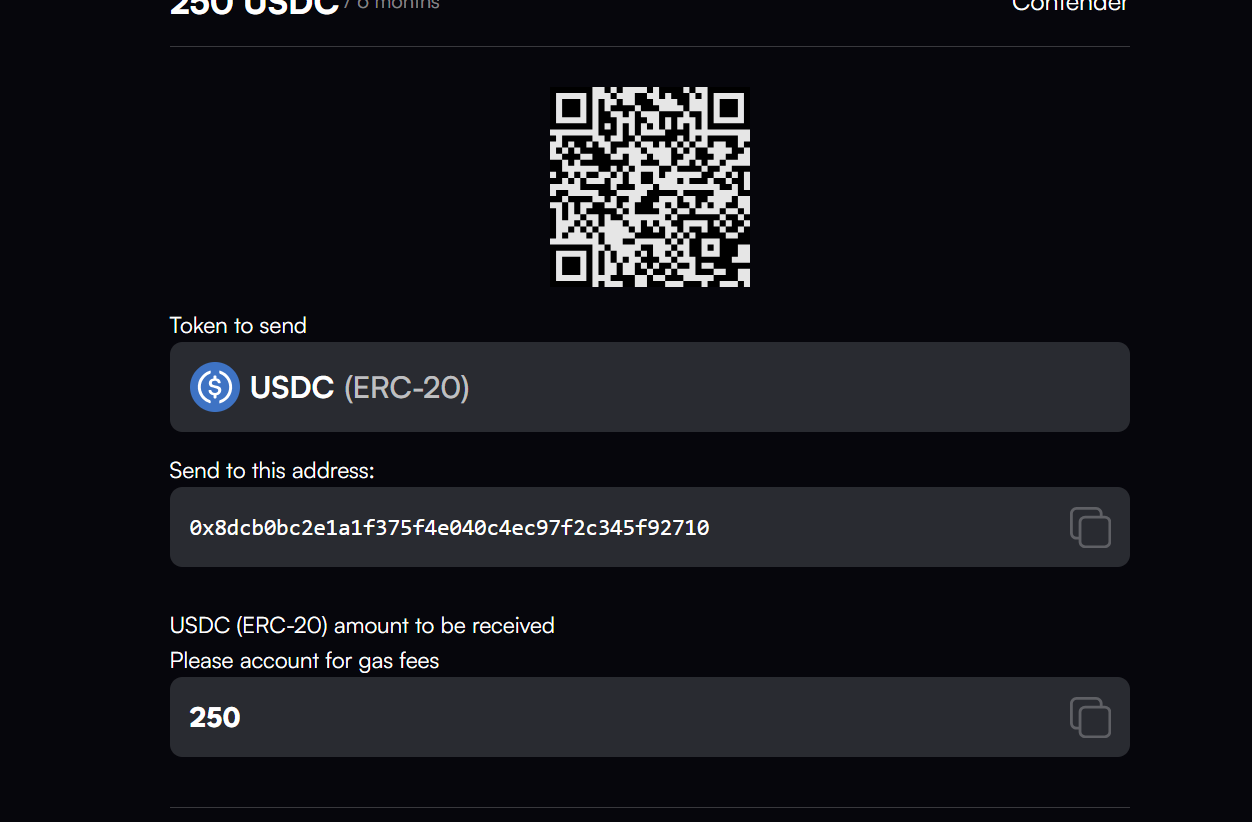 250 USDC / 6 months
Contender
Token to send
USDC (ERC-20)
Send to this address:
0x8dcb0bc2e1a1f375f4e040c4ec97f2c345f92710
USDC (ERC-20) amount to be received
Please account for gas fees
250